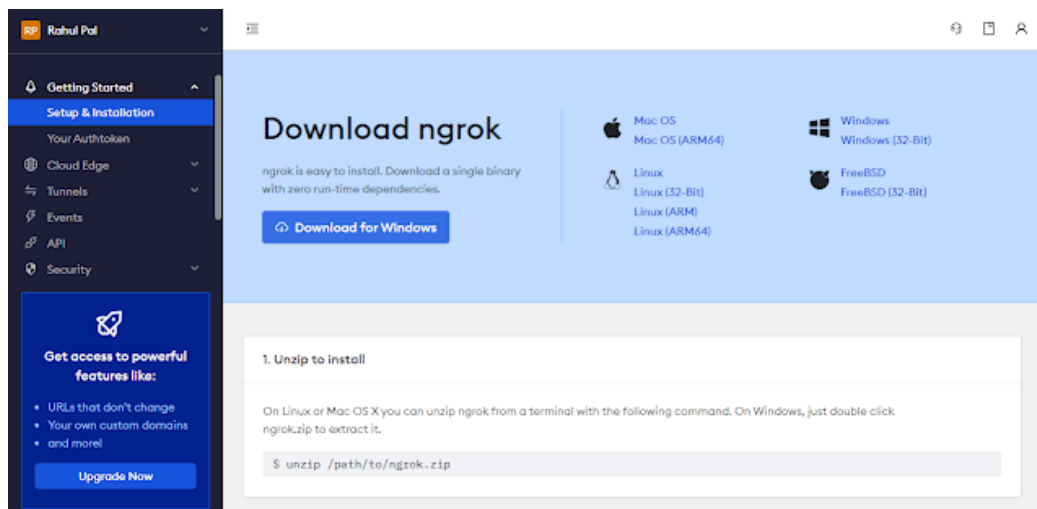 RP Rahul Pal
Getting Started
Setup & Installation
Your Authtoken
Cloud Edge
Tunnels
Events
API
Security
Get access to powerful
features like:
• URLs that don't change
• Your own custom domains
• and more!
Upgrade Now
Download ngrok
ngrok is easy to install. Download a single binary
with zero run-time dependencies.
Download for Windows
Mac OS
Mac OS (ARM64)
Linux
Linux (32-Bit)
Linux (ARM)
Linux (ARM64)
Windows
Windows (32-Bit)
FreeBSD
FreeBSD (32-Bit)
1. Unzip to install
On Linux or Mac OS X you can unzip ngrok from a terminal with the following command. On Windows, just double click
ngrok.zip to extract it.
$ unzip /path/to/ngrok.zip